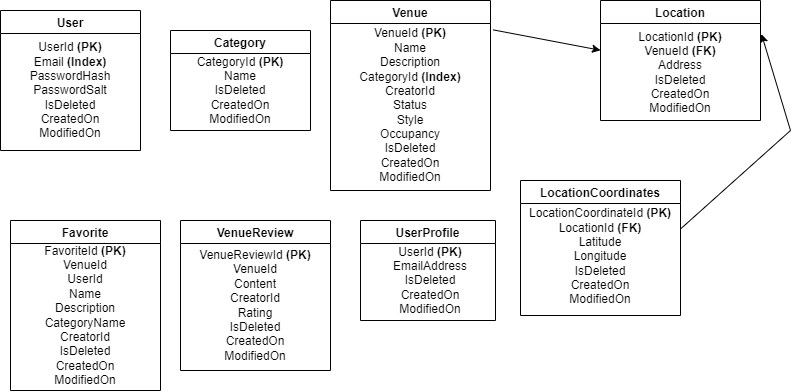 User
UserId (PK)
Email (Index)
PasswordHash
PasswordSalt
IsDeleted
CreatedOn
ModifiedOn
Category
CategoryId (PK)
Name
IsDeleted
CreatedOn
ModifiedOn
Venue
VenueId (PK)
Name
Description
CategoryId (Index)
CreatorId
Status
Style
Occupancy
IsDeleted
CreatedOn
ModifiedOn
Location
LocationId (PK)
VenueId (FK)
Address
IsDeleted
CreatedOn
ModifiedOn
Favorite
FavoriteId (PK)
VenueId
UserId
Name
Description
CategoryName
CreatorId
IsDeleted
CreatedOn
ModifiedOn
VenueReview
VenueReviewId (PK)
VenueId
Content
CreatorId
Rating
IsDeleted
CreatedOn
ModifiedOn
UserProfile
UserId (PK)
EmailAddress
IsDeleted
CreatedOn
ModifiedOn
LocationCoordinates
LocationCoordinateId (PK)
LocationId (FK)
Latitude
Longitude
IsDeleted
CreatedOn
ModifiedOn